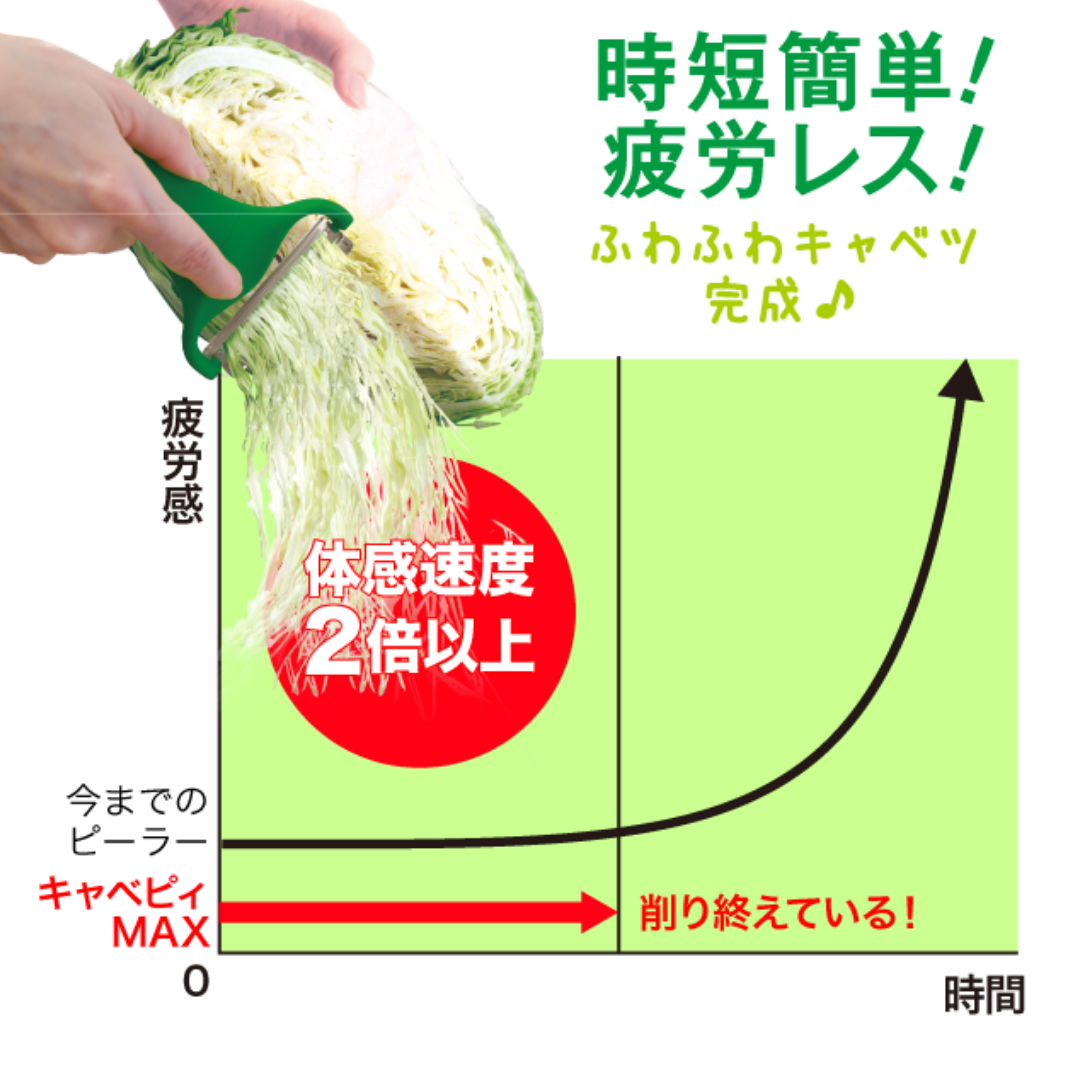 時短簡単！
疲労レス！
ふわふわキャベツ
完成♪
疲労感
体感速度
2倍以上
今までの
ピーラー
キャベピィ
MAX
削り終えている！
0
時間